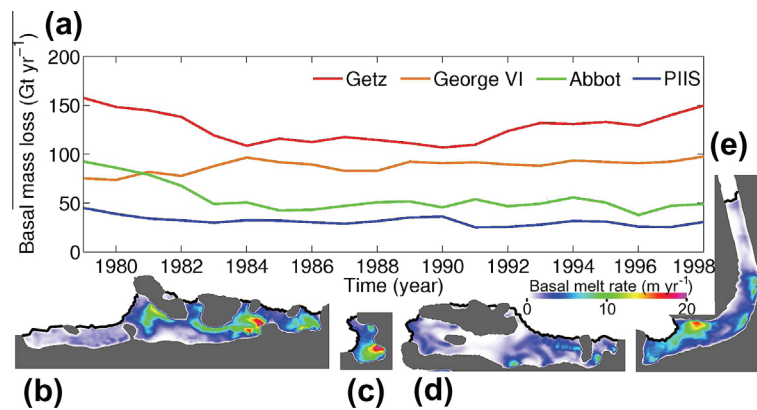 (a)
200
150
100
50
0
Basal mass loss (Gt yr⁻¹)
Getz George VI Abbot PIIS
1980 1982 1984 1986 1988 1990 1992 1994 1996 1998
Time (year)
(e)
Basal melt rate (m yr⁻¹)
0 10 20
(b) (c) (d)